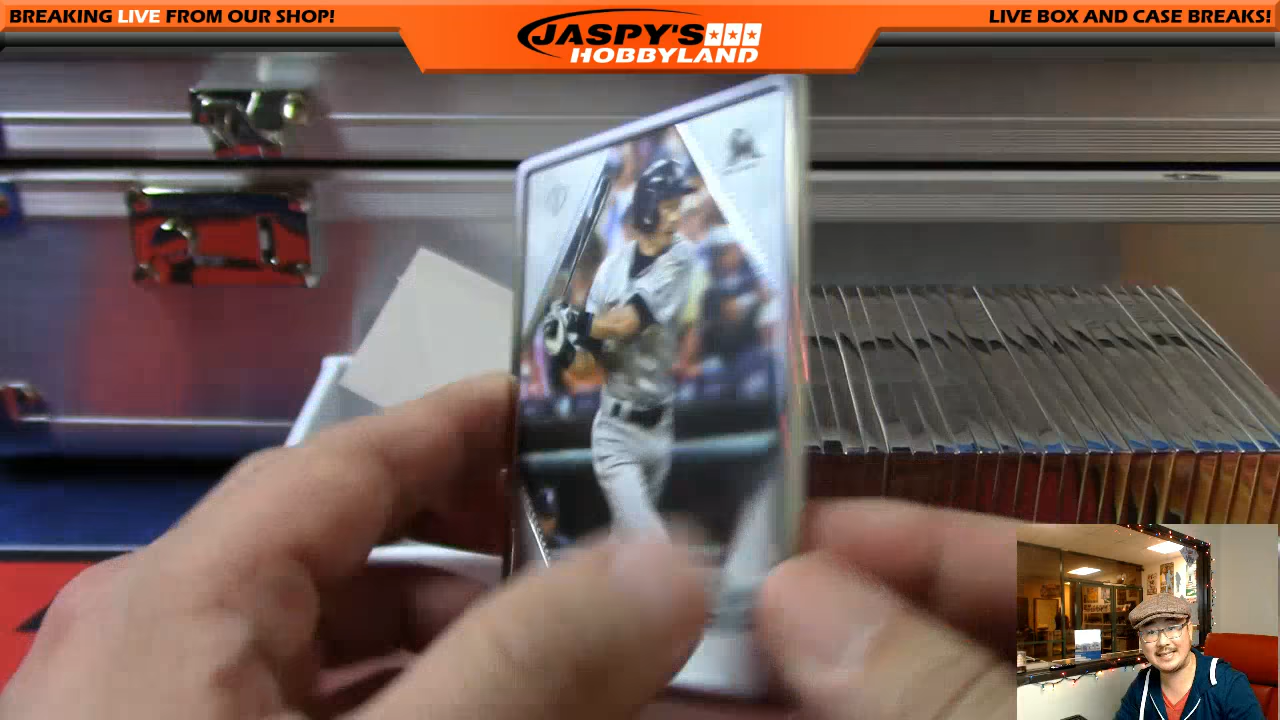 BREAKING LIVE FROM OUR SHOP!
JASPY'S
HOBBYLAND
LIVE BOX AND CASE BREAKS!